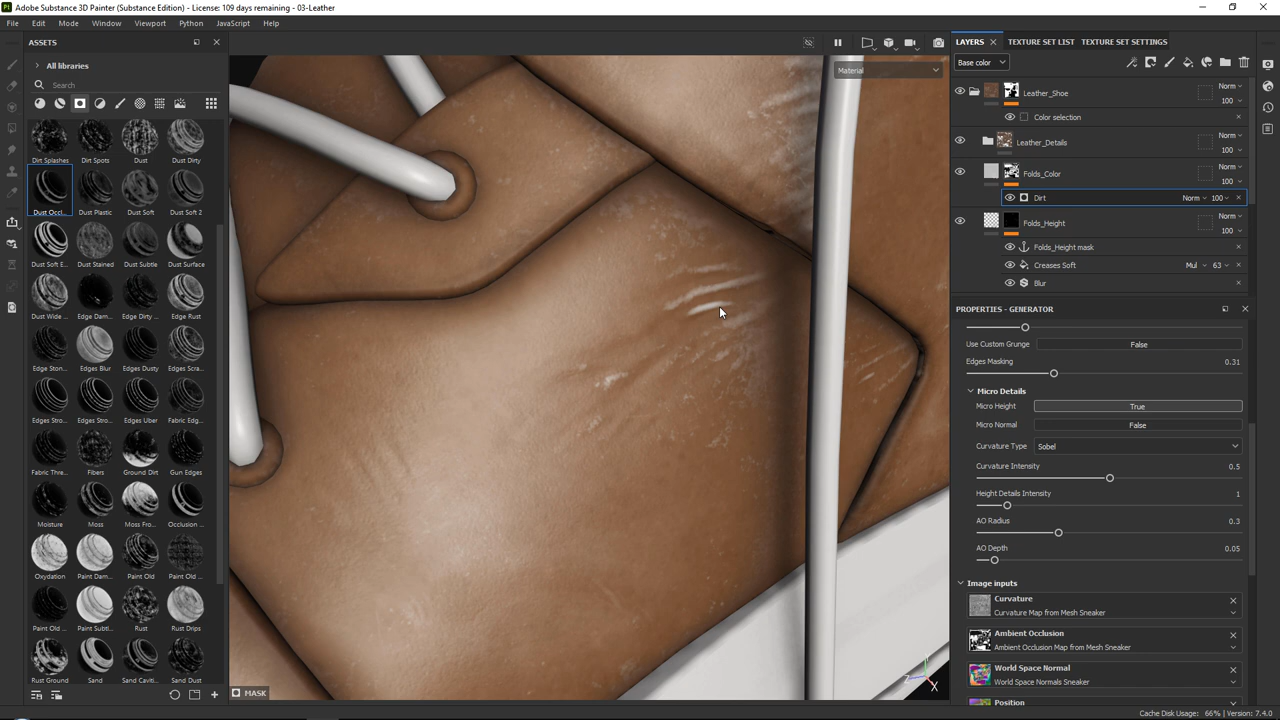 Adobe Substance 3D Painter (Substance Edition) - License: 109 days remaining - 03-Leather
File Edit Mode Window Viewport Python JavaScript Help
ASSETS
All libraries
Search
Dirt Splashes Dirt Spots Dust Dust Dirty
Dust Occl... Dust Plastic Dust Soft Dust Soft 2
Dust Soft E... Dust Stained Dust Subtle Dust Surface
Dust Wide ... Edge Dam... Edge Dirty ... Edge Rust
Edge Ston... Edges Blur Edges Dusty Edges Scra...
Edges Stro... Edges Stro... Edges Uber Fabric Edg...
Fabric Thre... Fibers Ground Dirt Gun Edges
Moisture Moss Moss Fro... Occlusion ...
Oxydation Paint Dam... Paint Old Paint Old ...
Paint Old ... Paint Subtl... Rust Rust Drips
Rust Ground Sand Sand Caviti... Sand Dust
Material
MASK
X
LAYERS TEXTURE SET LIST TEXTURE SET SETTINGS
Base color
Leather_Shoe Norm 100
Color selection
Leather_Details Norm 100
Folds_Color Norm 100
Dirt Norm 100
Folds_Height Norm 100
Folds_Height mask
Creases Soft Mul 63
Blur
PROPERTIES - GENERATOR
Use Custom Grunge False
Edges Masking 0.31
Micro Details
Micro Height True
Micro Normal False
Curvature Type Sobel
Curvature Intensity 0.5
Height Details Intensity 1
AO Radius 0.3
AO Depth 0.05
Image inputs
Curvature
Curvature Map from Mesh Sneaker
Ambient Occlusion
Ambient Occlusion Map from Mesh Sneaker
World Space Normal
World Space Normals Sneaker
Position
Cache Disk Usage: 66% | Version: 7.4.0